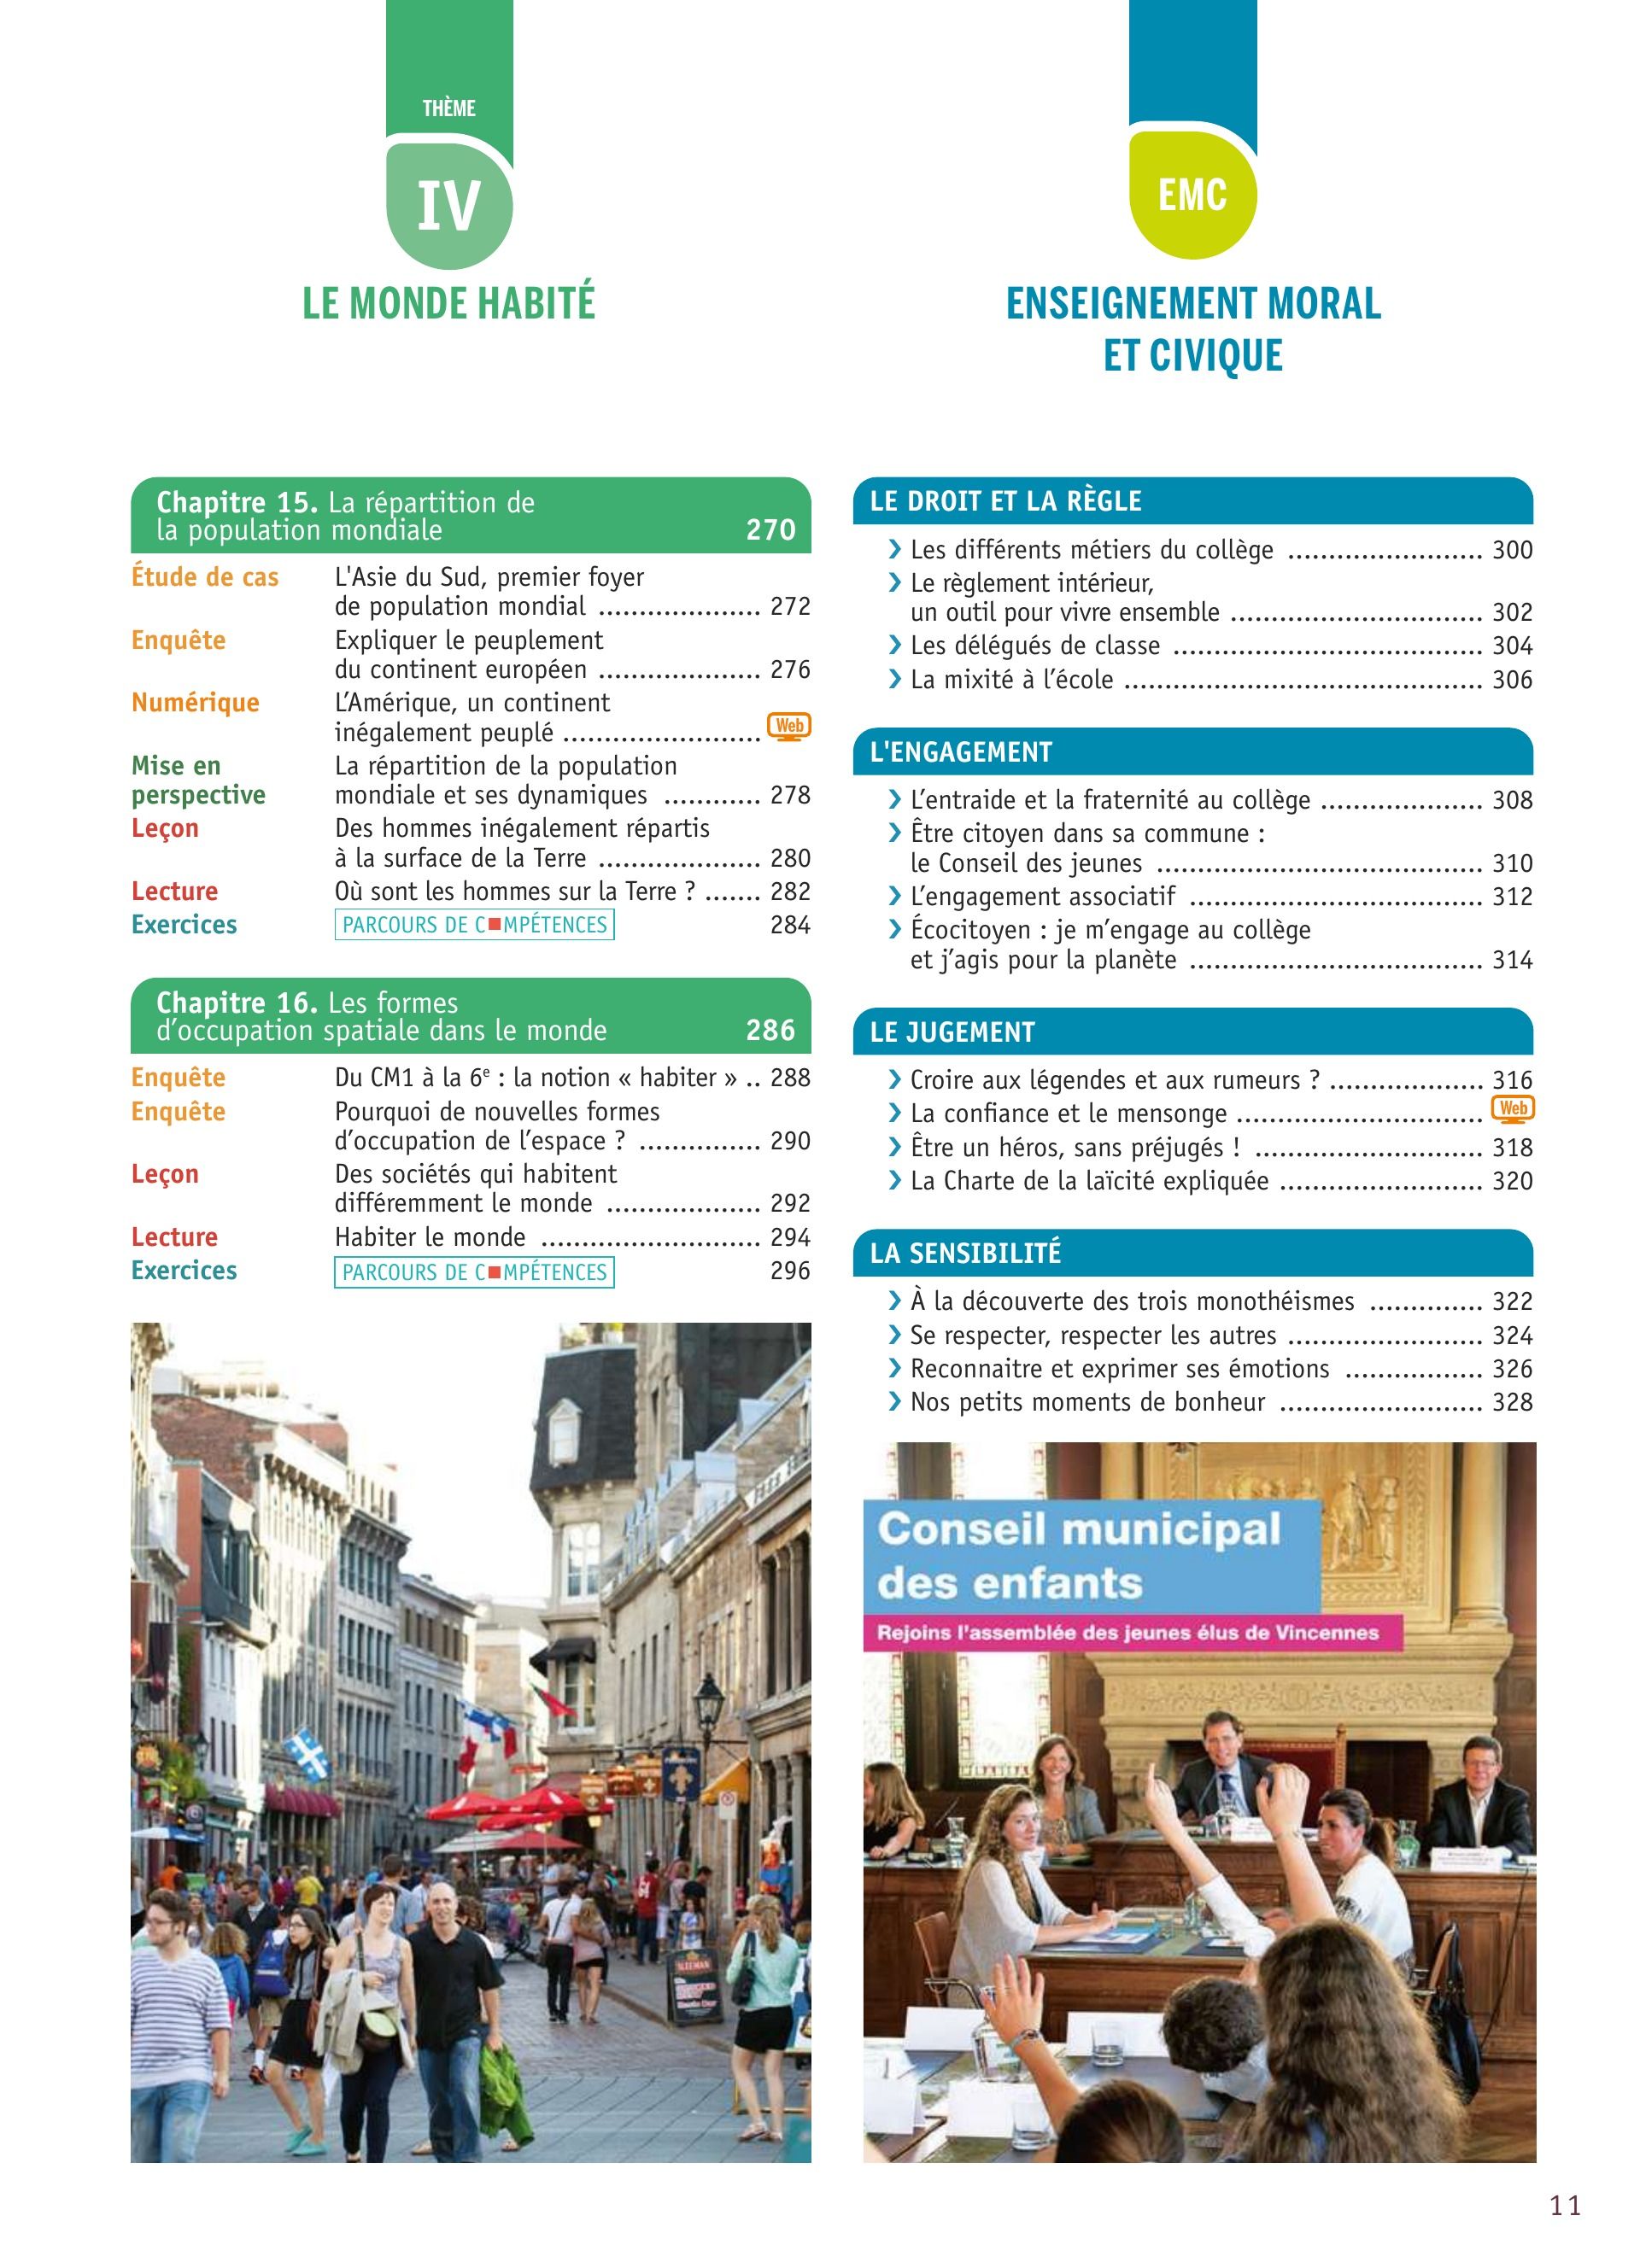 THÈME
IV
LE MONDE HABITÉ
Chapitre 15. La répartition de
la population mondiale 270
Étude de cas L'Asie du Sud, premier foyer
de population mondial .................... 272
Enquête Expliquer le peuplement
du continent européen .................... 276
Numérique L’Amérique, un continent
inégalement peuplé ........................ Web
Mise en La répartition de la population
perspective mondiale et ses dynamiques ............ 278
Leçon Des hommes inégalement répartis
à la surface de la Terre .................... 280
Lecture Où sont les hommes sur la Terre ? ....... 282
Exercices PARCOURS DE C■MPÉTENCES 284
Chapitre 16. Les formes
d’occupation spatiale dans le monde 286
Enquête Du CM1 à la 6e : la notion « habiter » .. 288
Enquête Pourquoi de nouvelles formes
d’occupation de l’espace ? ............... 290
Leçon Des sociétés qui habitent
différemment le monde ................... 292
Lecture Habiter le monde ........................... 294
Exercices PARCOURS DE C■MPÉTENCES 296
SLEEMAN
EMC
ENSEIGNEMENT MORAL
ET CIVIQUE
LE DROIT ET LA RÈGLE
› Les différents métiers du collège ........................ 300
› Le règlement intérieur,
un outil pour vivre ensemble ............................... 302
› Les délégués de classe ...................................... 304
› La mixité à l’école ............................................ 306
L'ENGAGEMENT
› L’entraide et la fraternité au collège .................... 308
› Être citoyen dans sa commune :
le Conseil des jeunes ........................................ 310
› L’engagement associatif .................................... 312
› Écocitoyen : je m’engage au collège
et j’agis pour la planète .................................... 314
LE JUGEMENT
› Croire aux légendes et aux rumeurs ? ................... 316
› La confiance et le mensonge .............................. Web
› Être un héros, sans préjugés ! ............................ 318
› La Charte de la laïcité expliquée ......................... 320
LA SENSIBILITÉ
› À la découverte des trois monothéismes .............. 322
› Se respecter, respecter les autres ........................ 324
› Reconnaitre et exprimer ses émotions ................. 326
› Nos petits moments de bonheur ......................... 328
Conseil municipal
des enfants
Rejoins l'assemblée des jeunes élus de Vincennes
11